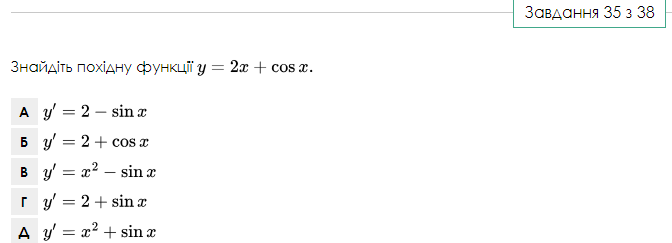 Завдання 35 з 38
Знайдіть похідну функції y = 2x + cos x.
А y′ = 2 − sin x
Б y′ = 2 + cos x
В y′ = x² − sin x
Г y′ = 2 + sin x
Д y′ = x² + sin x